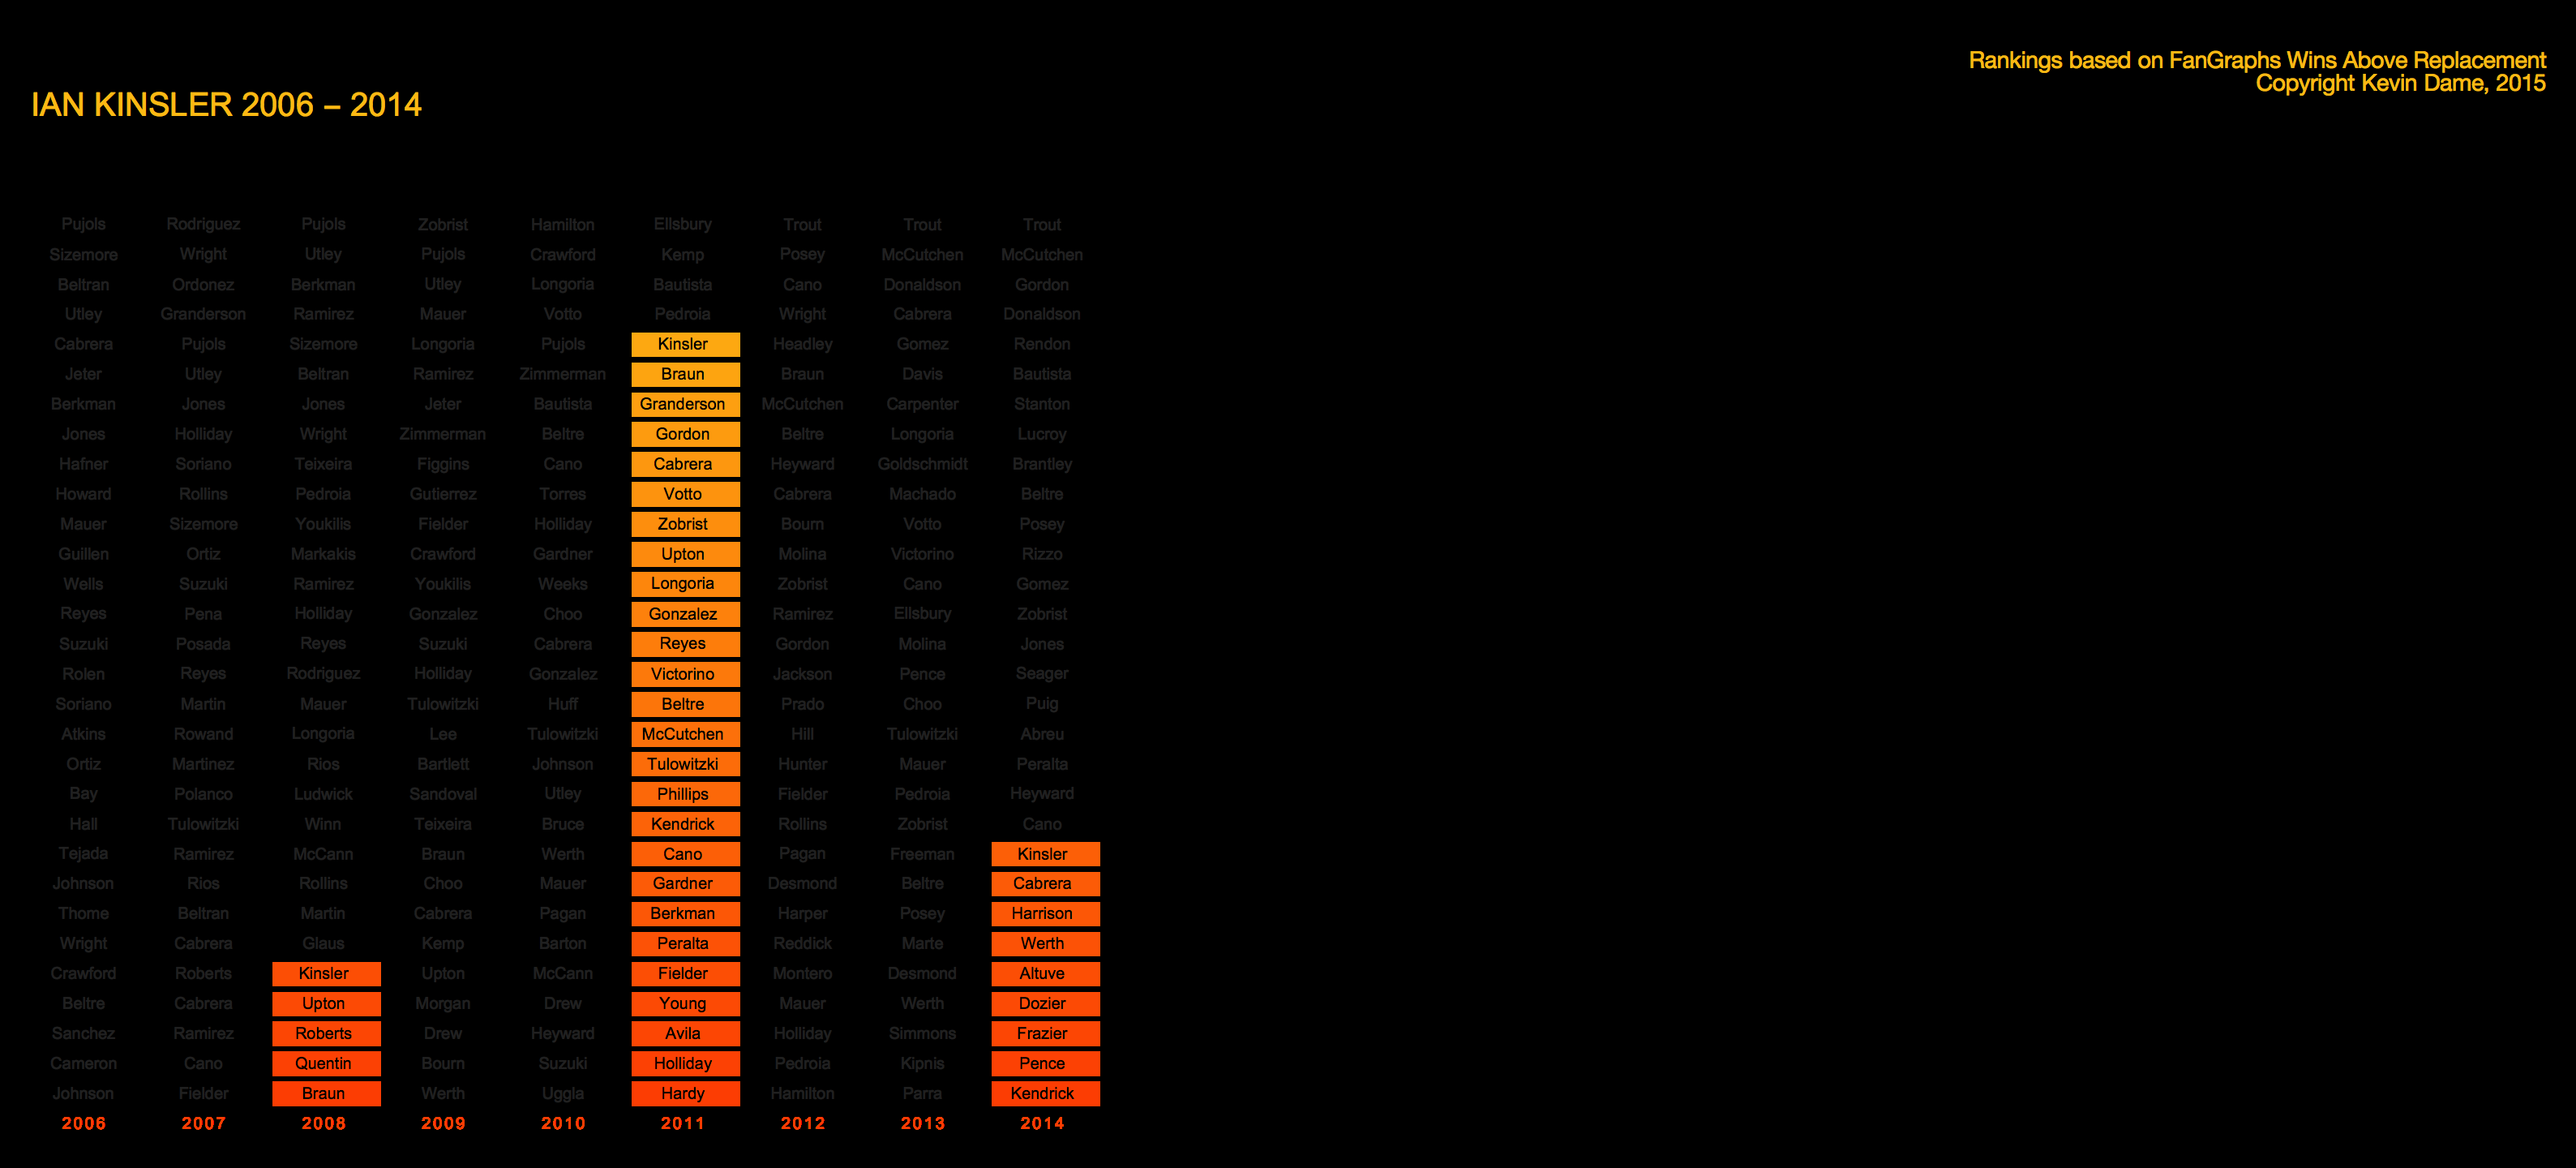 Rankings based on FanGraphs Wins Above Replacement
Copyright Kevin Dame, 2015
IAN KINSLER 2006 – 2014
Pujols Rodriguez Pujols Zobrist Hamilton Ellsbury Trout Trout Trout
Sizemore Wright Utley Pujols Crawford Kemp Posey McCutchen McCutchen
Beltran Ordonez Berkman Utley Longoria Bautista Cano Donaldson Gordon
Utley Granderson Ramirez Mauer Votto Pedroia Wright Cabrera Donaldson
Cabrera Pujols Sizemore Longoria Pujols Kinsler Headley Gomez Rendon
Jeter Utley Beltran Ramirez Zimmerman Braun Braun Davis Bautista
Berkman Jones Jones Jeter Bautista Granderson McCutchen Carpenter Stanton
Jones Holliday Wright Zimmerman Beltre Gordon Beltre Longoria Lucroy
Hafner Soriano Teixeira Figgins Cano Cabrera Heyward Goldschmidt Brantley
Howard Rollins Pedroia Gutierrez Torres Votto Cabrera Machado Beltre
Mauer Sizemore Youkilis Fielder Holliday Zobrist Bourn Votto Posey
Guillen Ortiz Markakis Crawford Gardner Upton Molina Victorino Rizzo
Wells Suzuki Ramirez Youkilis Weeks Longoria Zobrist Cano Gomez
Reyes Pena Holliday Gonzalez Choo Gonzalez Ramirez Ellsbury Zobrist
Suzuki Posada Reyes Suzuki Cabrera Reyes Gordon Molina Jones
Rolen Reyes Rodriguez Holliday Gonzalez Victorino Jackson Pence Seager
Soriano Martin Mauer Tulowitzki Huff Beltre Prado Choo Puig
Atkins Rowand Longoria Lee Tulowitzki McCutchen Hill Tulowitzki Abreu
Ortiz Martinez Rios Bartlett Johnson Tulowitzki Hunter Mauer Peralta
Bay Polanco Ludwick Sandoval Utley Phillips Fielder Pedroia Heyward
Hall Tulowitzki Winn Teixeira Bruce Kendrick Rollins Zobrist Cano
Tejada Ramirez McCann Braun Werth Cano Pagan Freeman Kinsler
Johnson Rios Rollins Choo Mauer Gardner Desmond Beltre Cabrera
Thome Beltran Martin Cabrera Pagan Berkman Harper Posey Harrison
Wright Cabrera Glaus Kemp Barton Peralta Reddick Marte Werth
Crawford Roberts Kinsler Upton McCann Fielder Montero Desmond Altuve
Beltre Cabrera Upton Morgan Drew Young Mauer Werth Dozier
Sanchez Ramirez Roberts Drew Heyward Avila Holliday Simmons Frazier
Cameron Cano Quentin Bourn Suzuki Holliday Pedroia Kipnis Pence
Johnson Fielder Braun Werth Uggla Hardy Hamilton Parra Kendrick
2006 2007 2008 2009 2010 2011 2012 2013 2014